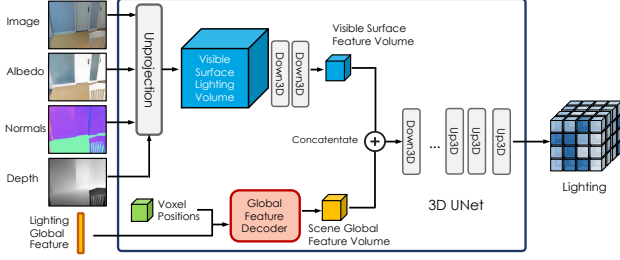 Image
Albedo
Normals
Depth
Lighting
Global
Feature
Unprojection
Visible
Surface
Lighting
Volume
Down3D
Down3D
Visible Surface
Feature Volume
Concatentate
Voxel
Positions
Global
Feature
Decoder
Scene Global
Feature Volume
Down3D
...
Up3D
Up3D
Up3D
3D UNet
Lighting